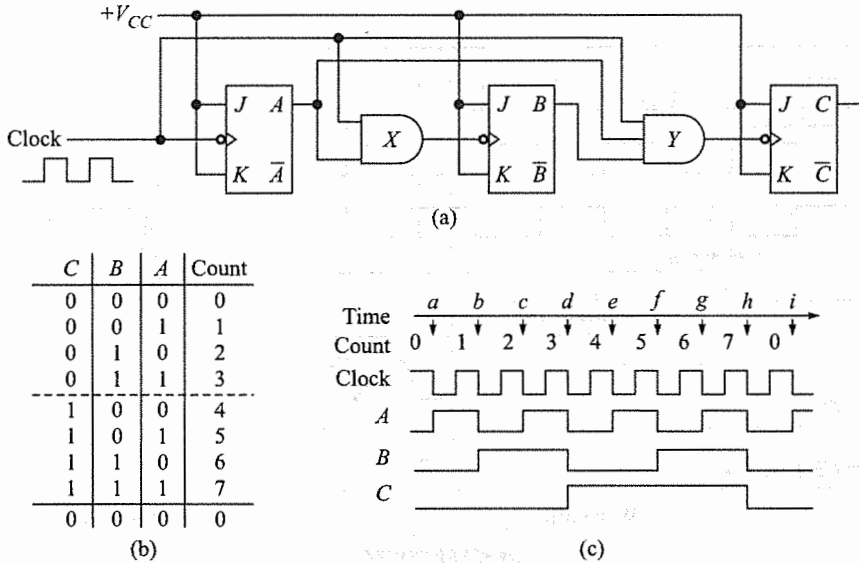 +V_CC
Clock
J A
K A̅
X
J B
K B̅
Y
J C
K C̅
(a)
C B A Count
0 0 0 0
0 0 1 1
0 1 0 2
0 1 1 3
1 0 0 4
1 0 1 5
1 1 0 6
1 1 1 7
0 0 0 0
(b)
a b c d e f g h i
Time
Count 0 1 2 3 4 5 6 7 0
Clock
A
B
C
(c)